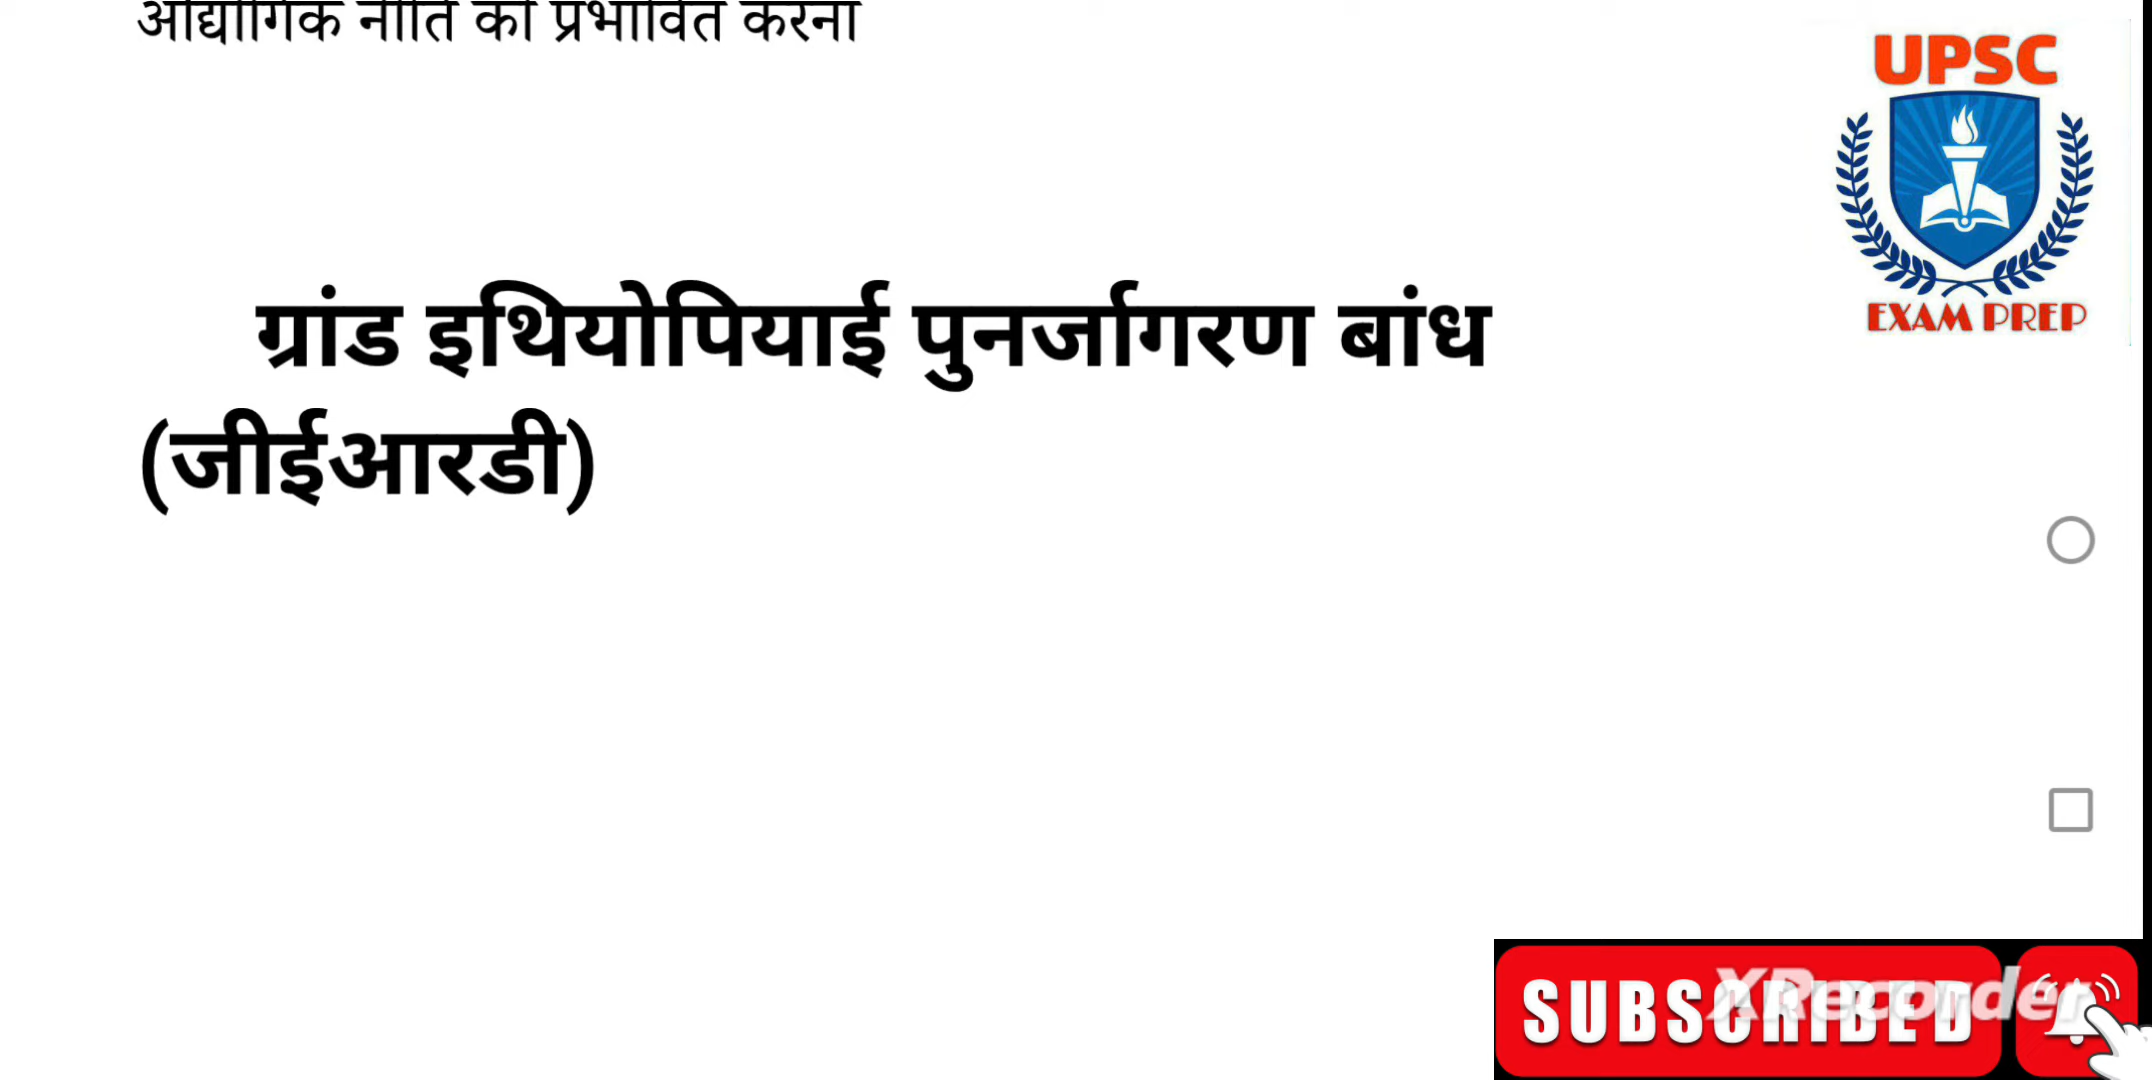 औद्योगिक नीति को प्रभावित करना
UPSC
EXAM PREP
ग्रांड इथियोपियाई पुनर्जागरण बांध
(जीईआरडी)
SUBSCRIBED
XRecorder